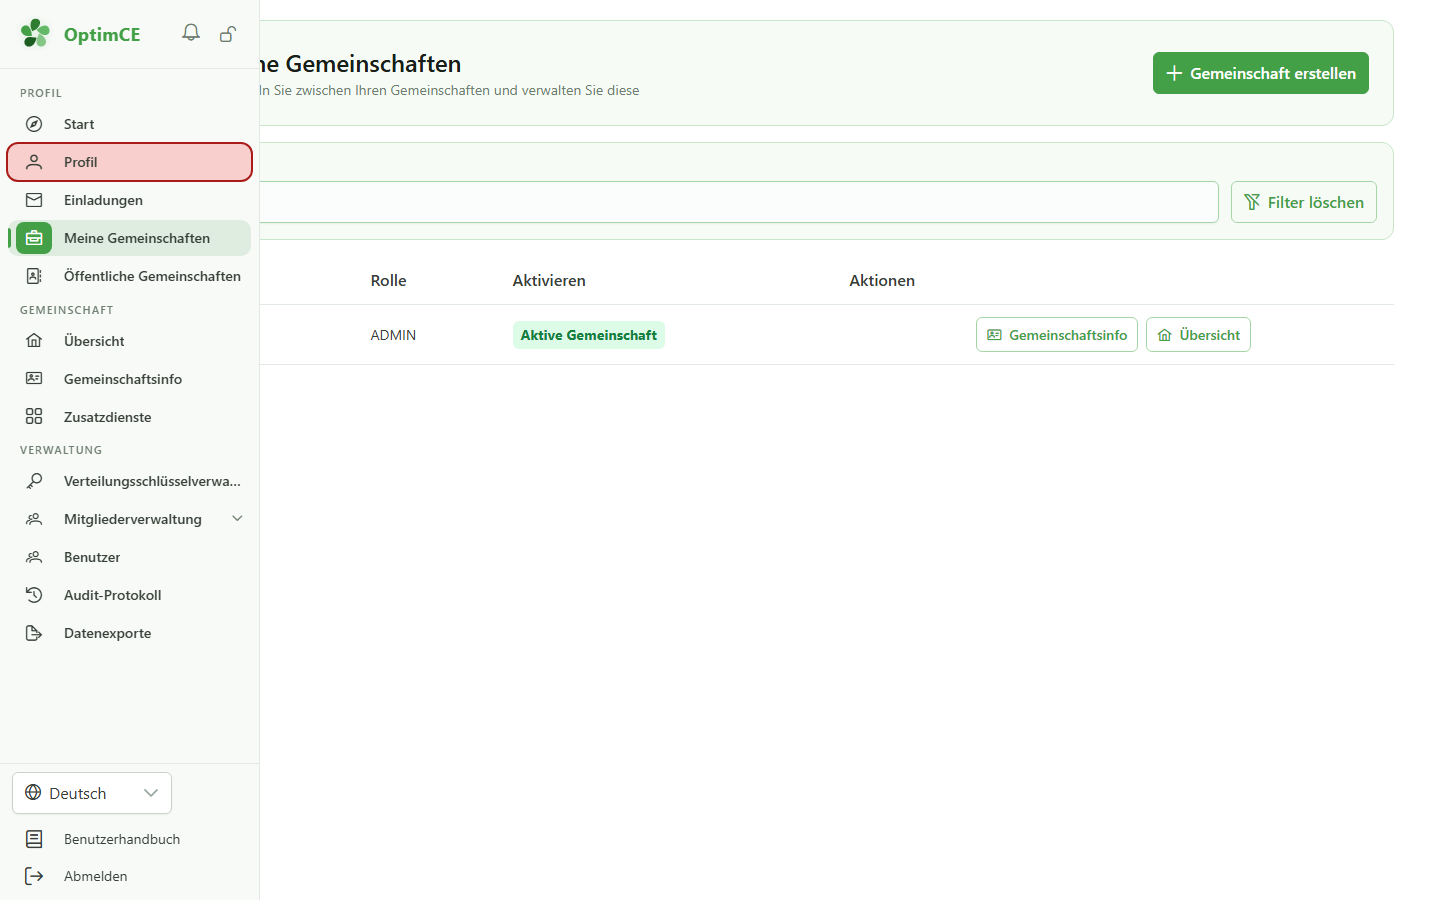 OptimCE
PROFIL
Start
Profil
Einladungen
Meine Gemeinschaften
Öffentliche Gemeinschaften
GEMEINSCHAFT
Übersicht
Gemeinschaftsinfo
Zusatzdienste
VERWALTUNG
Verteilungsschlüsselverwa...
Mitgliederverwaltung
Benutzer
Audit-Protokoll
Datenexporte
Deutsch
Benutzerhandbuch
Abmelden
Gemeinschaften
Sie zwischen Ihren Gemeinschaften und verwalten Sie diese
Gemeinschaft erstellen
Filter löschen
Rolle Aktivieren Aktionen
ADMIN Aktive Gemeinschaft Gemeinschaftsinfo Übersicht